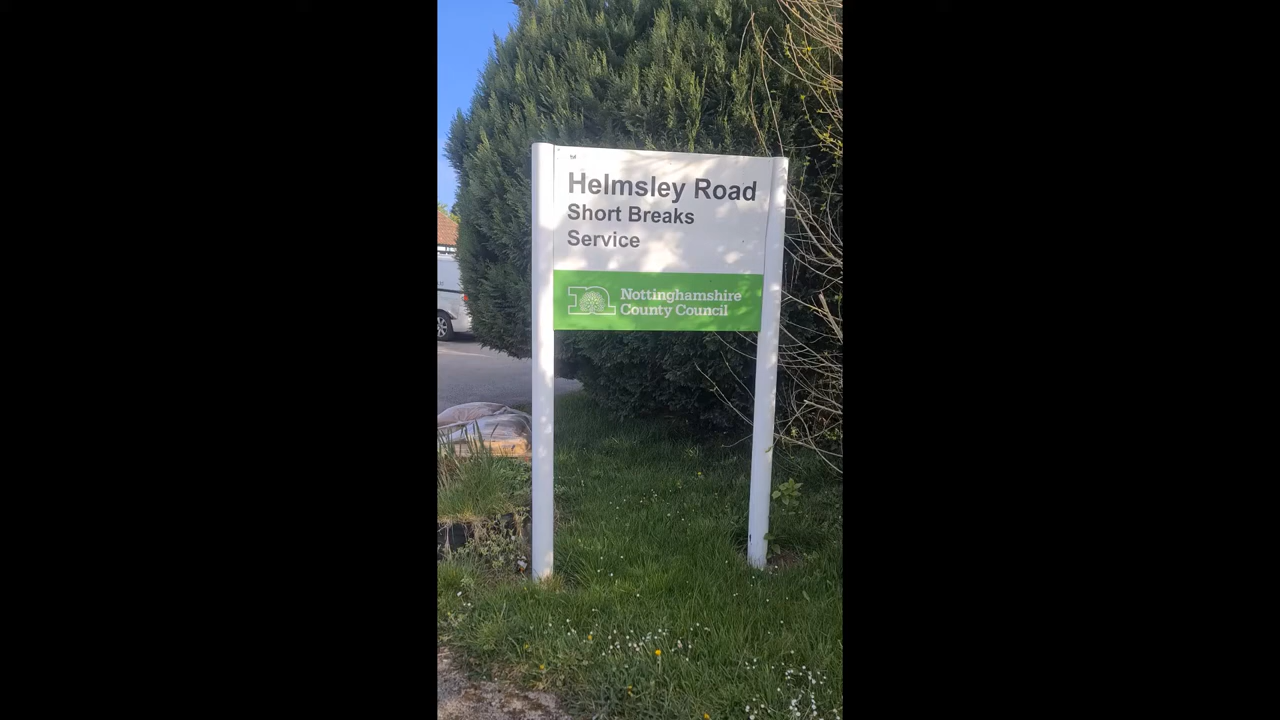 Helmsley Road
Short Breaks
Service
Nottinghamshire
County Council